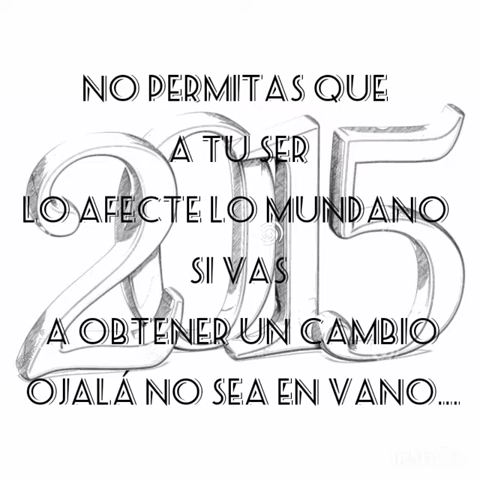 NO PERMITAS QUE
A TU SER
LO AFECTE LO MUNDANO
SI VAS
A OBTENER UN CAMBIO
OJALÁ NO SEA EN VANO.....
2015